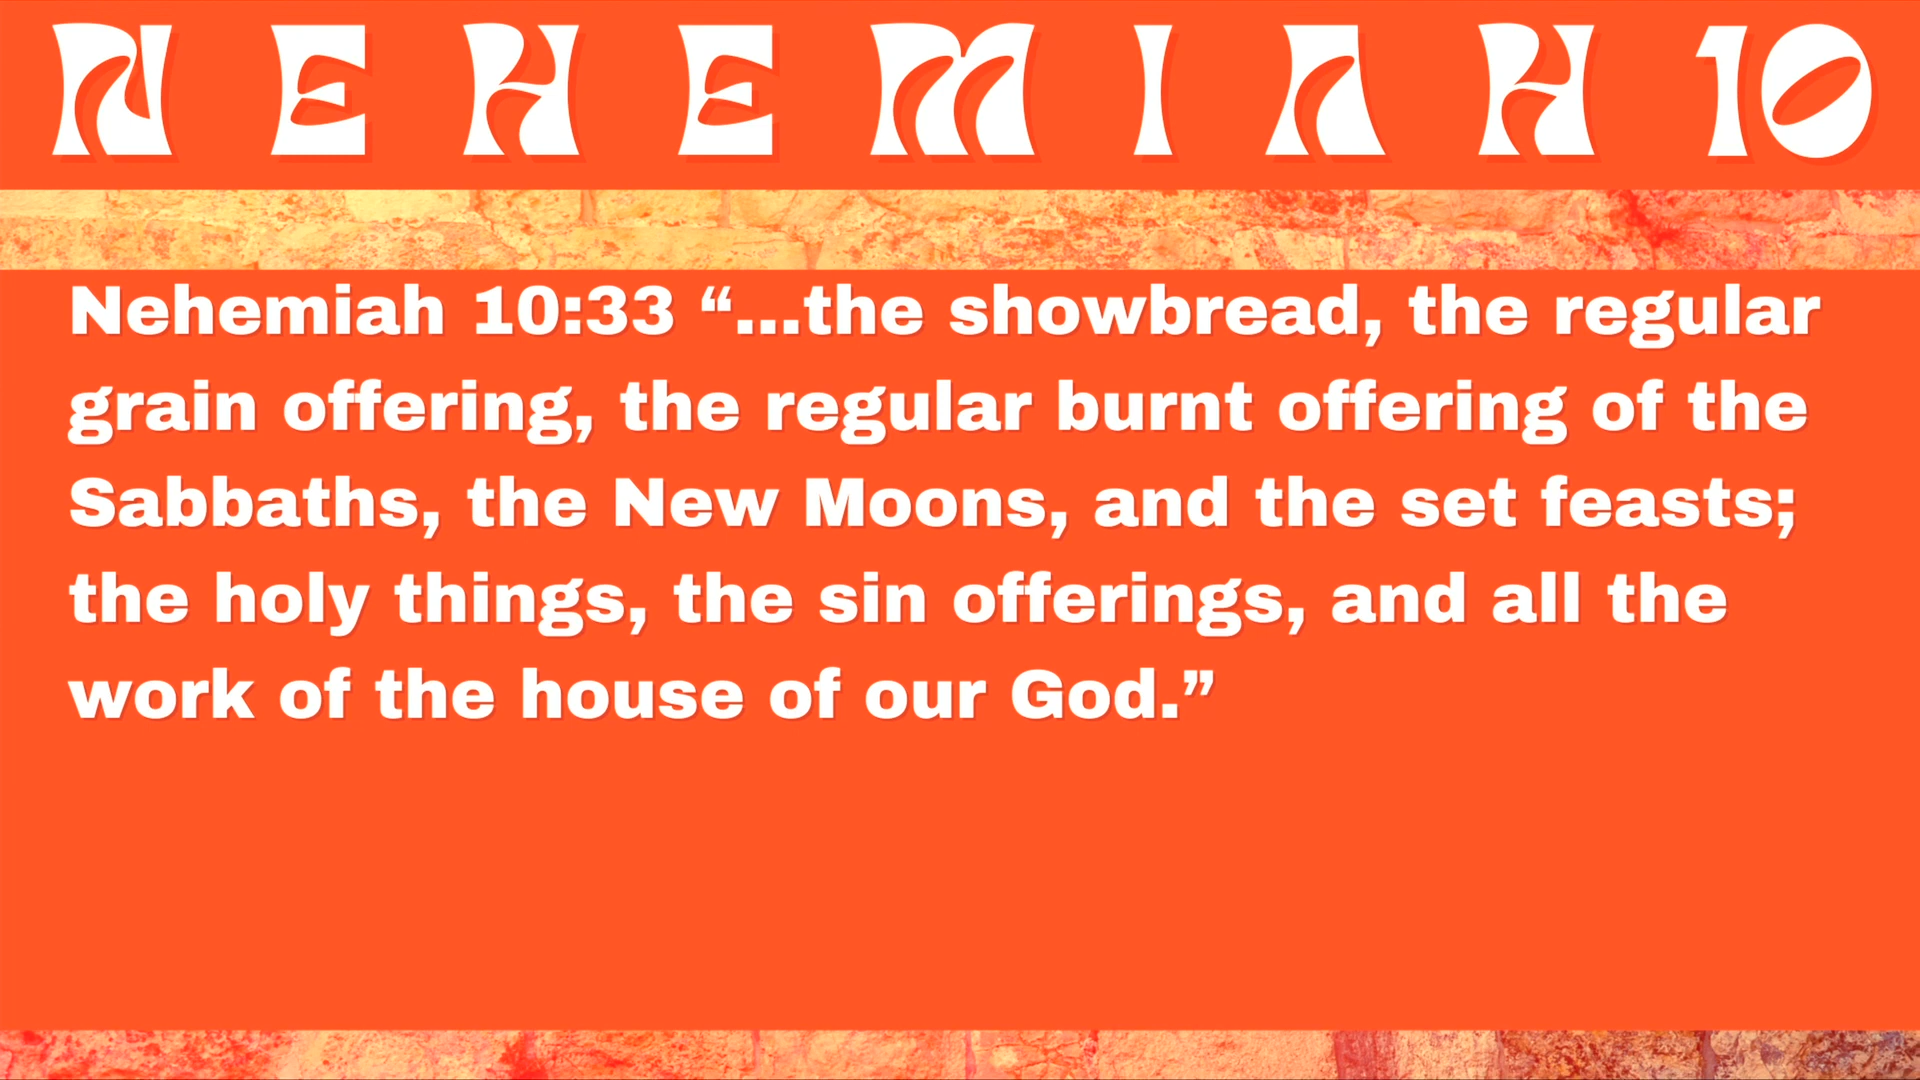 NEHEMIAH 10
Nehemiah 10:33 “...the showbread, the regular
grain offering, the regular burnt offering of the
Sabbaths, the New Moons, and the set feasts;
the holy things, the sin offerings, and all the
work of the house of our God.”